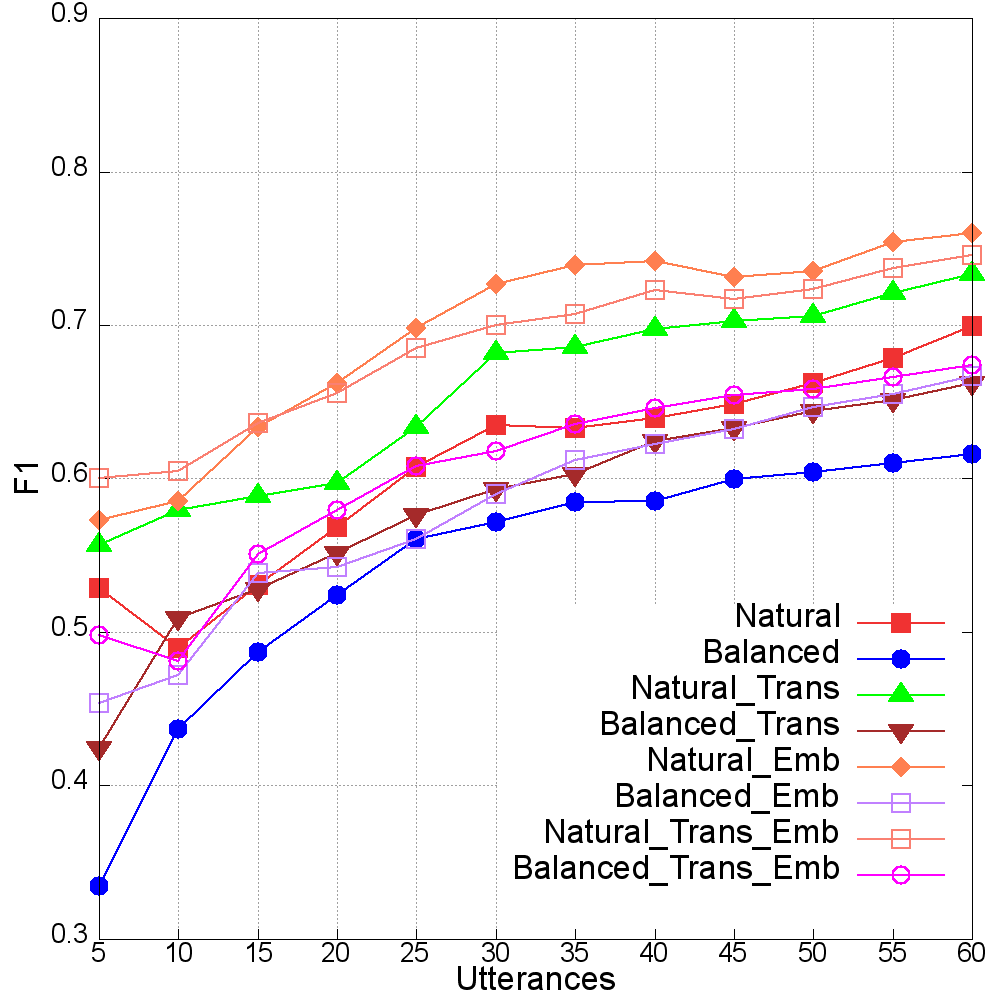 0.9
0.8
0.7
0.6
0.5
0.4
0.3
F1
Natural
Balanced
Natural_Trans
Balanced_Trans
Natural_Emb
Balanced_Emb
Natural_Trans_Emb
Balanced_Trans_Emb
5 10 15 20 25 30 35 40 45 50 55 60
Utterances